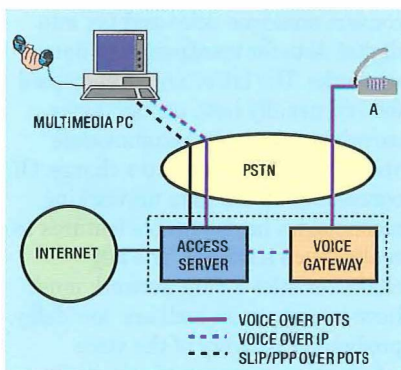 MULTIMEDIA PC
A
PSTN
INTERNET
ACCESS
SERVER
VOICE
GATEWAY
VOICE OVER POTS
VOICE OVER IP
SLIP/PPP OVER POTS